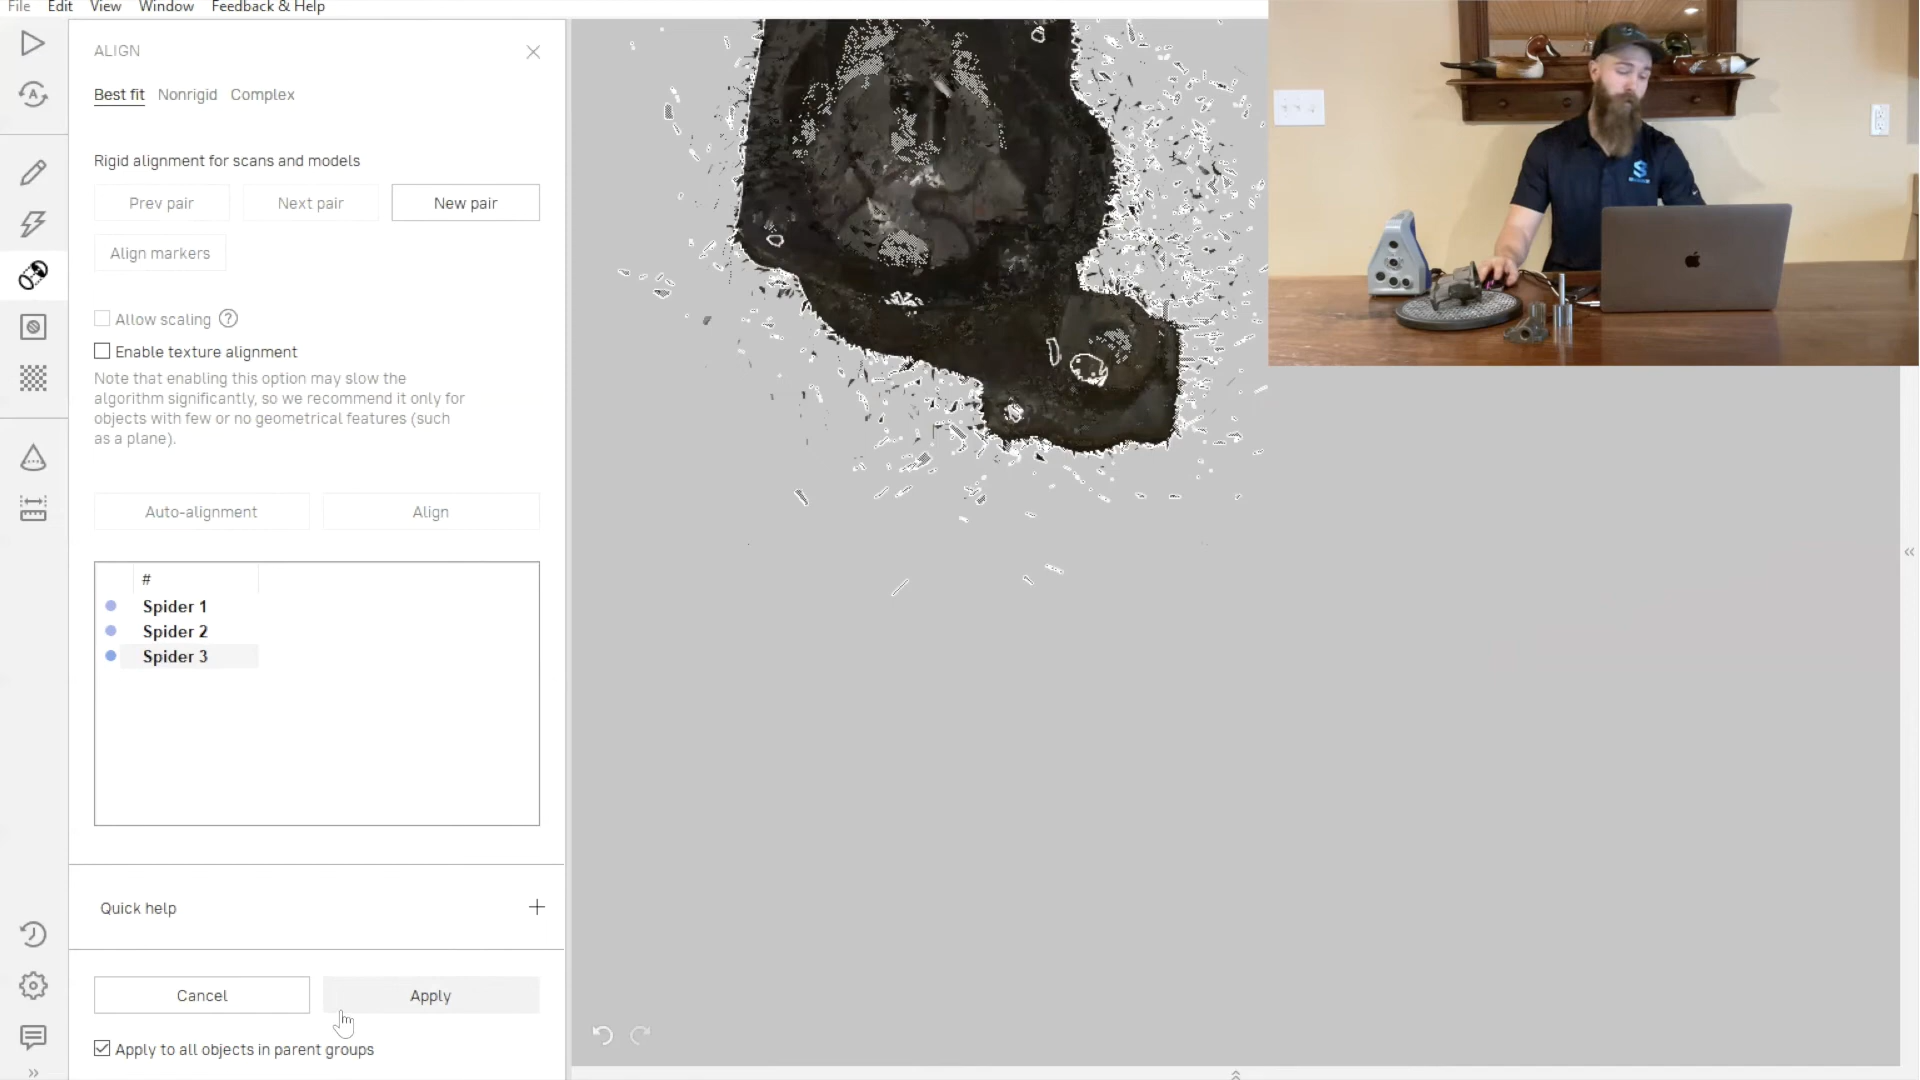 File Edit View Window Feedback & Help
ALIGN
Best fit Nonrigid Complex
Rigid alignment for scans and models
Prev pair Next pair New pair
Align markers
Allow scaling ?
Enable texture alignment
Note that enabling this option may slow the
algorithm significantly, so we recommend it only for
objects with few or no geometrical features (such
as a plane).
Auto-alignment Align
#
Spider 1
Spider 2
Spider 3
Quick help
Cancel Apply
Apply to all objects in parent groups